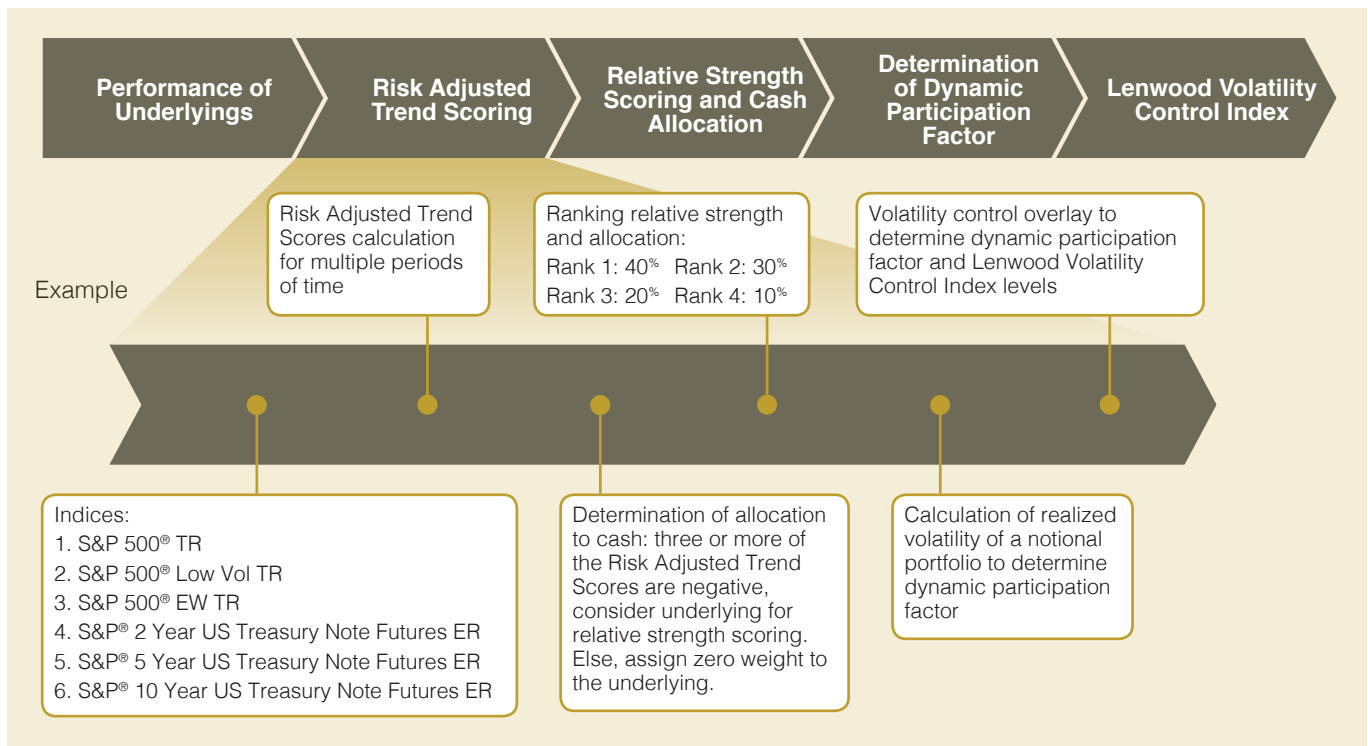 Performance of
Underlyings
Risk Adjusted
Trend Scoring
Relative Strength
Scoring and Cash
Allocation
Determination
of Dynamic
Participation
Factor
Lenwood Volatility
Control Index
Example
Risk Adjusted Trend
Scores calculation
for multiple periods
of time
Ranking relative strength
and allocation:
Rank 1: 40% Rank 2: 30%
Rank 3: 20% Rank 4: 10%
Volatility control overlay to
determine dynamic participation
factor and Lenwood Volatility
Control Index levels
Indices:
1. S&P 500® TR
2. S&P 500® Low Vol TR
3. S&P 500® EW TR
4. S&P® 2 Year US Treasury Note Futures ER
5. S&P® 5 Year US Treasury Note Futures ER
6. S&P® 10 Year US Treasury Note Futures ER
Determination of allocation
to cash: three or more of
the Risk Adjusted Trend
Scores are negative,
consider underlying for
relative strength scoring.
Else, assign zero weight to
the underlying.
Calculation of realized
volatility of a notional
portfolio to determine
dynamic participation
factor